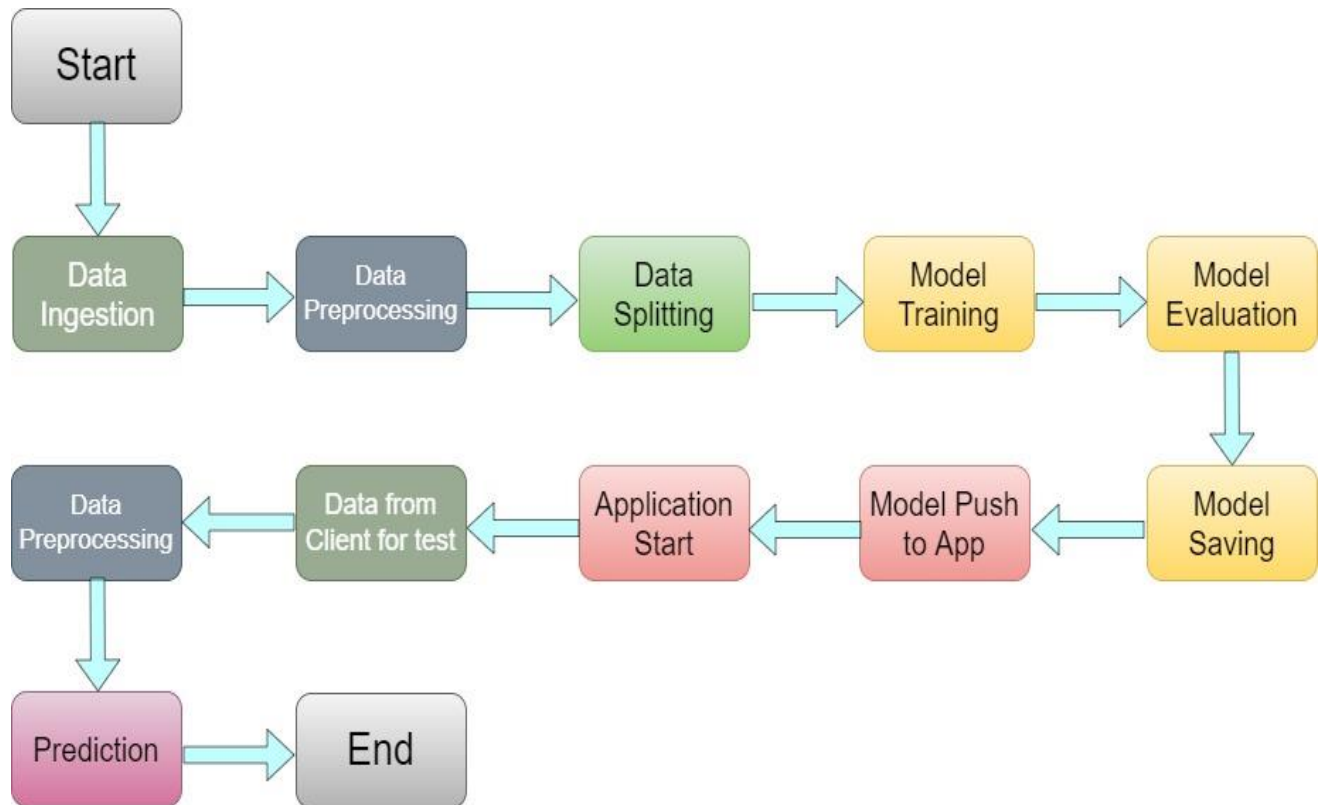 Start
Data
Ingestion
Data
Preprocessing
Data
Splitting
Model
Training
Model
Evaluation
Data
Preprocessing
Data from
Client for test
Application
Start
Model Push
to App
Model
Saving
Prediction
End